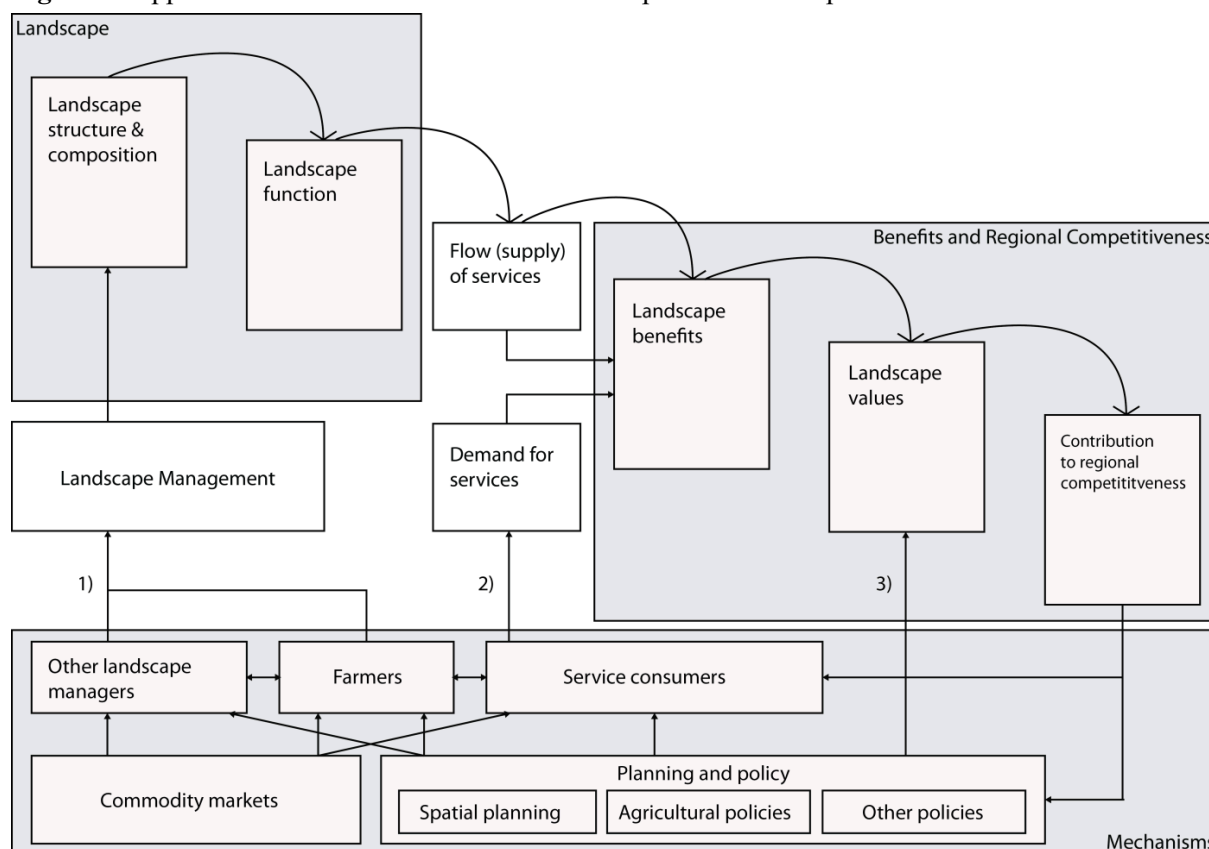 Landscape
Landscape
structure &
composition
Landscape
function
Flow (supply)
of services
Benefits and Regional Competitiveness
Landscape
benefits
Landscape
values
Contribution
to regional
competititveness
Landscape Management
Demand for
services
1)
2)
3)
Other landscape
managers
Farmers
Service consumers
Commodity markets
Planning and policy
Spatial planning
Agricultural policies
Other policies
Mechanisms